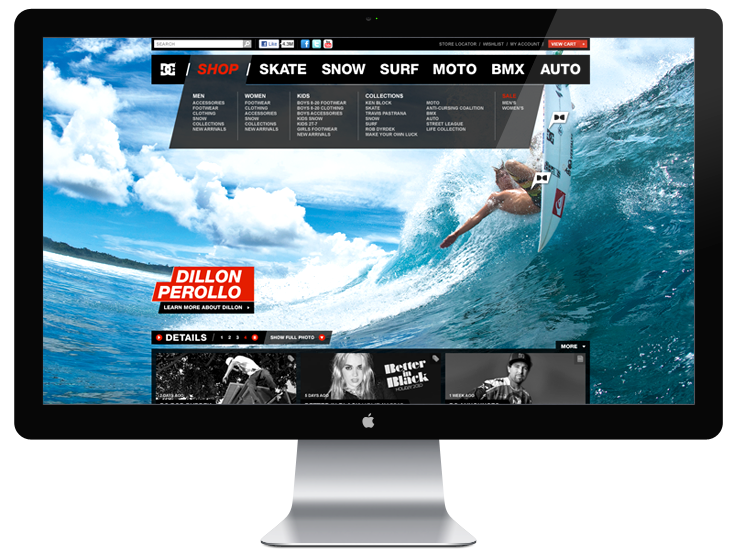 SEARCH
Like 4.3M
STORE LOCATOR / WISHLIST / MY ACCOUNT / VIEW CART
DC / SHOP / SKATE SNOW SURF MOTO BMX AUTO
MEN
ACCESSORIES
FOOTWEAR
CLOTHING
SNOW
COLLECTIONS
NEW ARRIVALS
WOMEN
FOOTWEAR
CLOTHING
ACCESSORIES
SNOW
COLLECTIONS
NEW ARRIVALS
KIDS
BOYS 8-20 FOOTWEAR
BOYS 8-20 CLOTHING
BOYS ACCESSORIES
KIDS SNOW
KIDS 2T-7
GIRLS FOOTWEAR
NEW ARRIVALS
COLLECTIONS
KEN BLOCK
SKATE
TRAVIS PASTRANA
SNOW
SURF
ROB DYRDEK
MAKE YOUR OWN LUCK
MOTO
ANTI-CURSING COALITION
BMX
AUTO
STREET LEAGUE
LIFE COLLECTION
SALE
MEN'S
WOMEN'S
DILLON
PEROLLO
LEARN MORE ABOUT DILLON
DETAILS / 1 2 3 4
SHOW FULL PHOTO
MORE
2 DAYS AGO
Better
in
Black
HOLIDAY 2010
5 DAYS AGO
1 WEEK AGO